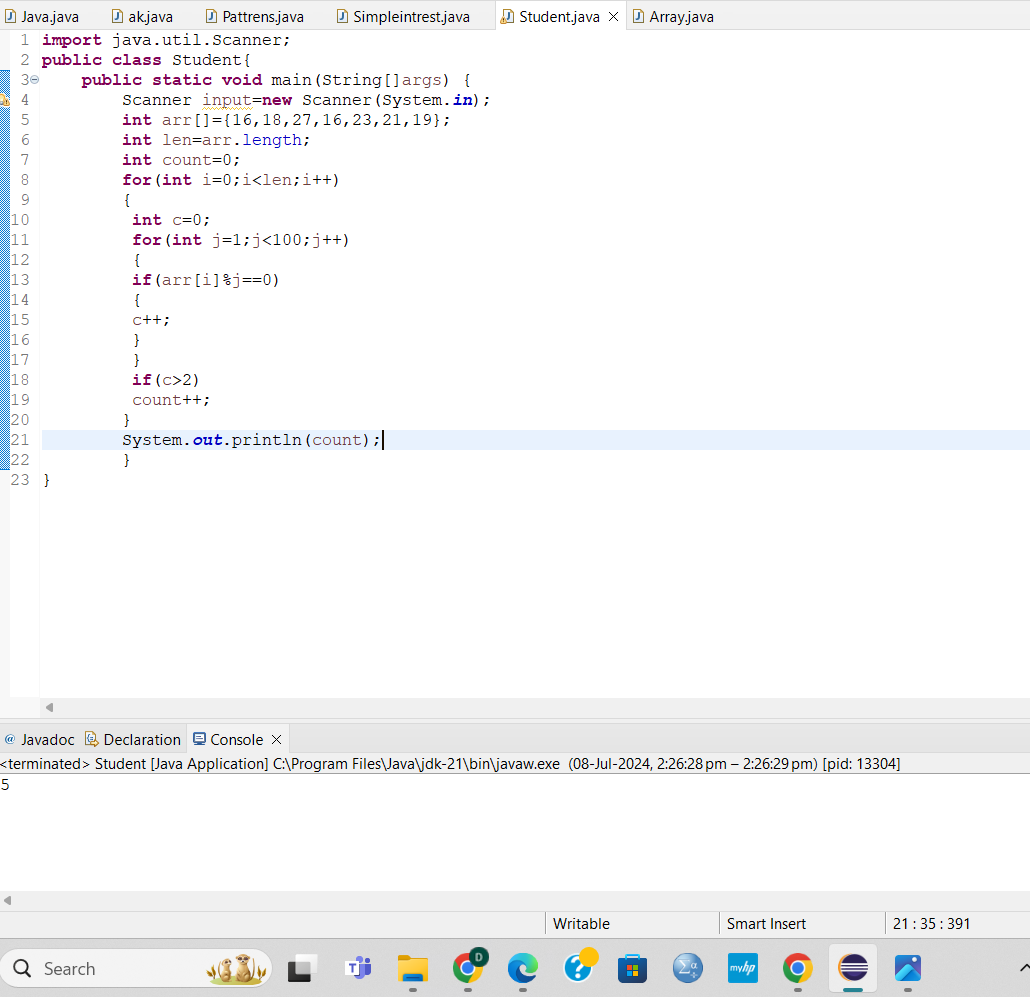 Java.java ak.java Pattrens.java Simpleintrest.java Student.java Array.java
1 import java.util.Scanner;
2 public class Student{
3 public static void main(String[]args) {
4 Scanner input=new Scanner(System.in);
5 int arr[]={16,18,27,16,23,21,19};
6 int len=arr.length;
7 int count=0;
8 for(int i=0;i<len;i++)
9 {
10 int c=0;
11 for(int j=1;j<100;j++)
12 {
13 if(arr[i]%j==0)
14 {
15 c++;
16 }
17 }
18 if(c>2)
19 count++;
20 }
21 System.out.println(count);
22 }
23 }
@ Javadoc Declaration Console
<terminated> Student [Java Application] C:\Program Files\Java\jdk-21\bin\javaw.exe (08-Jul-2024, 2:26:28 pm – 2:26:29 pm) [pid: 13304]
5
Writable Smart Insert 21 : 35 : 391
Search T D ? Σα myhp